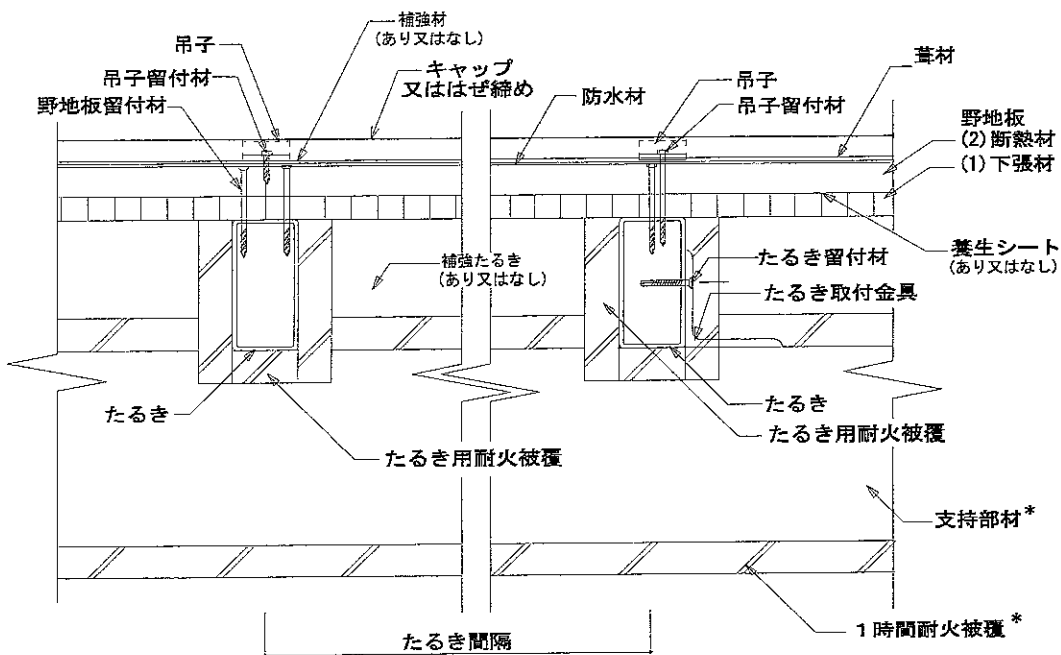 補強材
(あり又はなし)
吊子
吊子留付材
野地板留付材
キャップ
又ははぜ締め
防水材
吊子
吊子留付材
葺材
野地板
(2)断熱材
(1)下張材
養生シート
(あり又はなし)
補強たるき
(あり又はなし)
たるき留付材
たるき取付金具
たるき
たるき用耐火被覆
たるき
たるき用耐火被覆
支持部材*
1時間耐火被覆*
たるき間隔